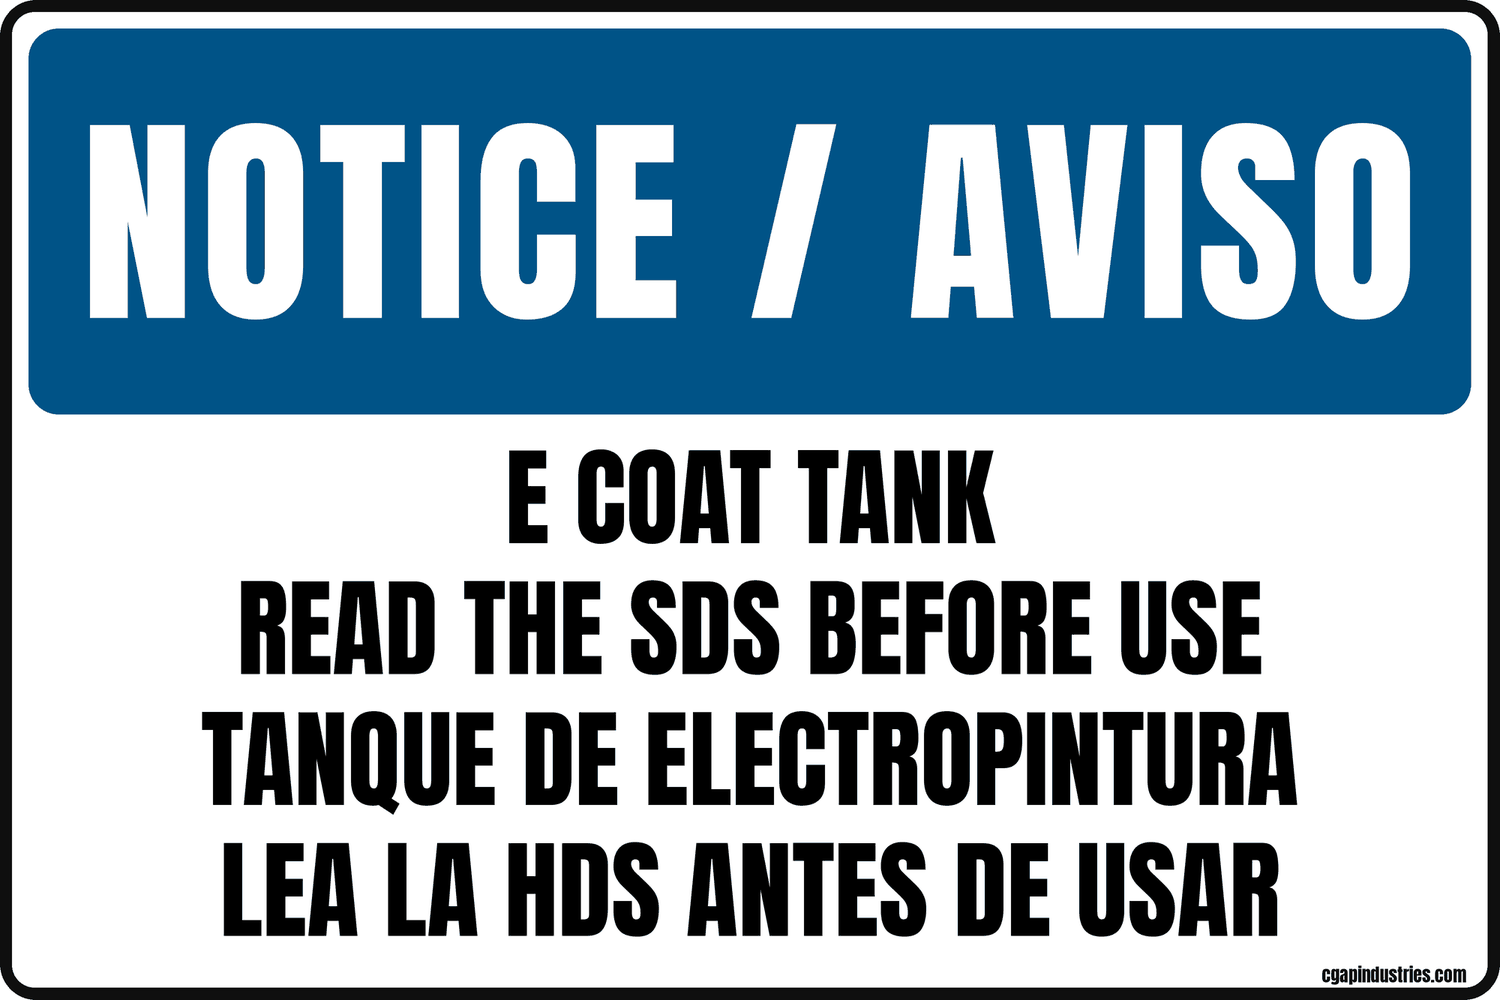 NOTICE / AVISO
E COAT TANK
READ THE SDS BEFORE USE
TANQUE DE ELECTROPINTURA
LEA LA HDS ANTES DE USAR
cgapindustries.com